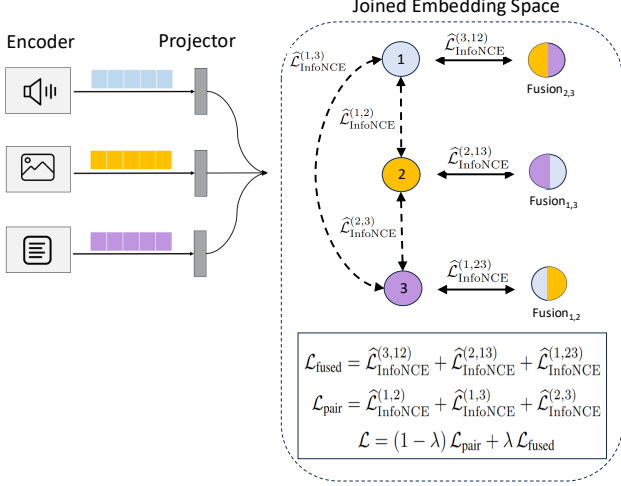 Joined Embedding Space
Encoder
Projector
$\widehat{\mathcal{L}}_{\text{InfoNCE}}^{(1,3)}$
1
$\widehat{\mathcal{L}}_{\text{InfoNCE}}^{(3,12)}$
Fusion$_{2,3}$
$\widehat{\mathcal{L}}_{\text{InfoNCE}}^{(1,2)}$
2
$\widehat{\mathcal{L}}_{\text{InfoNCE}}^{(2,13)}$
Fusion$_{1,3}$
$\widehat{\mathcal{L}}_{\text{InfoNCE}}^{(2,3)}$
3
$\widehat{\mathcal{L}}_{\text{InfoNCE}}^{(1,23)}$
Fusion$_{1,2}$
$\mathcal{L}_{\text{fused}} = \widehat{\mathcal{L}}_{\text{InfoNCE}}^{(3,12)} + \widehat{\mathcal{L}}_{\text{InfoNCE}}^{(2,13)} + \widehat{\mathcal{L}}_{\text{InfoNCE}}^{(1,23)}$
$\mathcal{L}_{\text{pair}} = \widehat{\mathcal{L}}_{\text{InfoNCE}}^{(1,2)} + \widehat{\mathcal{L}}_{\text{InfoNCE}}^{(1,3)} + \widehat{\mathcal{L}}_{\text{InfoNCE}}^{(2,3)}$
$\mathcal{L} = (1 - \lambda) \mathcal{L}_{\text{pair}} + \lambda \mathcal{L}_{\text{fused}}$